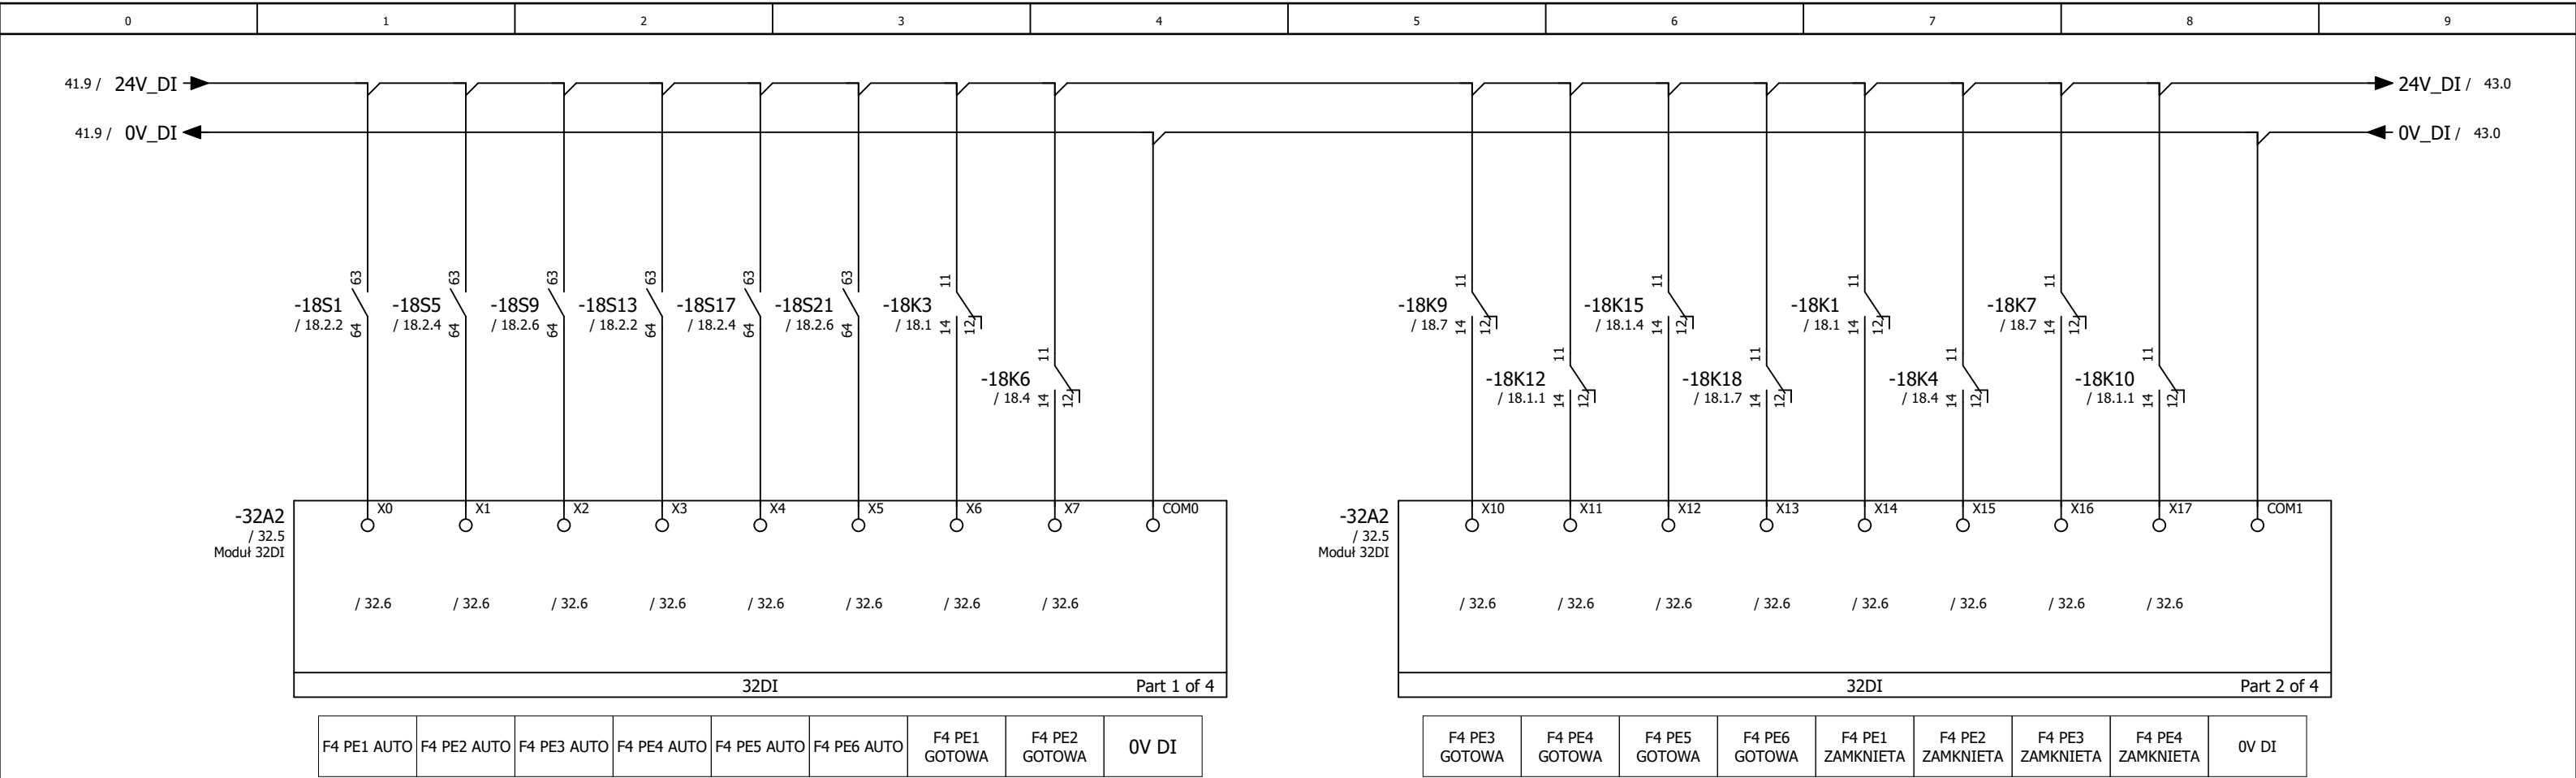 0 1 2 3 4 5 6 7 8 9
41.9 / 24V_DI 24V_DI / 43.0
41.9 / 0V_DI 0V_DI / 43.0
63 63 63 63 63 63 11 11 11 11 11
-18S1 -18S5 -18S9 -18S13 -18S17 -18S21 -18K3 -18K9 -18K15 -18K1 -18K7
/ 18.2.2 / 18.2.4 / 18.2.6 / 18.2.2 / 18.2.4 / 18.2.6 / 18.1 / 18.7 / 18.1.4 / 18.1 / 18.7
64 64 64 64 64 64 14 12 14 12 14 12 14 12 14 12
11 11 11 11 11
-18K6 -18K12 -18K18 -18K4 -18K10
/ 18.4 / 18.1.1 / 18.1.7 / 18.4 / 18.1.1
14 12 14 12 14 12 14 12 14 12
X0 X1 X2 X3 X4 X5 X6 X7 COM0 X10 X11 X12 X13 X14 X15 X16 X17 COM1
-32A2 -32A2
/ 32.5 / 32.5
Moduł 32DI Moduł 32DI
/ 32.6 / 32.6 / 32.6 / 32.6 / 32.6 / 32.6 / 32.6 / 32.6 / 32.6 / 32.6 / 32.6 / 32.6 / 32.6 / 32.6 / 32.6 / 32.6
32DI Part 1 of 4 32DI Part 2 of 4
F4 PE1 AUTO F4 PE2 AUTO F4 PE3 AUTO F4 PE4 AUTO F4 PE5 AUTO F4 PE6 AUTO F4 PE1 GOTOWA F4 PE2 GOTOWA 0V DI
F4 PE3 GOTOWA F4 PE4 GOTOWA F4 PE5 GOTOWA F4 PE6 GOTOWA F4 PE1 ZAMKNIETA F4 PE2 ZAMKNIETA F4 PE3 ZAMKNIETA F4 PE4 ZAMKNIETA 0V DI